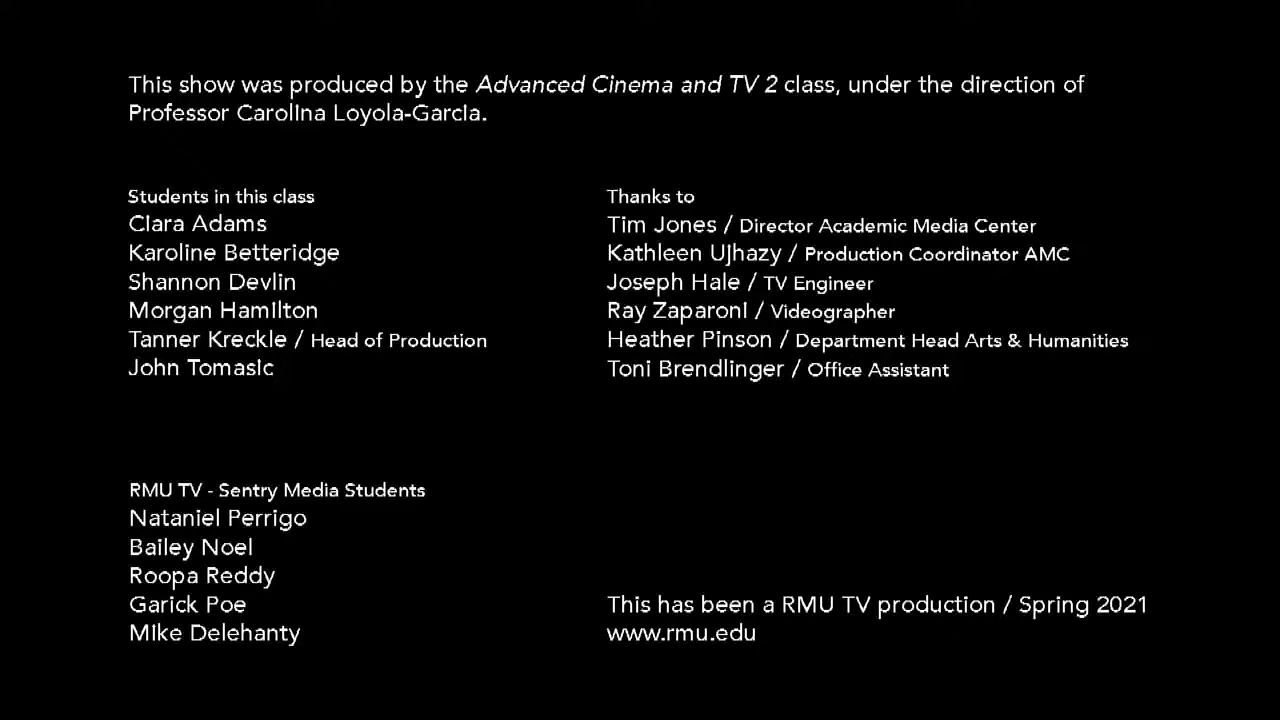 This show was produced by the Advanced Cinema and TV 2 class, under the direction of
Professor Carolina Loyola-Garcia.
Students in this class
Clara Adams
Karoline Betteridge
Shannon Devlin
Morgan Hamilton
Tanner Kreckle / Head of Production
John Tomasic
Thanks to
Tim Jones / Director Academic Media Center
Kathleen Ujhazy / Production Coordinator AMC
Joseph Hale / TV Engineer
Ray Zaparoni / Videographer
Heather Pinson / Department Head Arts & Humanities
Toni Brendlinger / Office Assistant
RMU TV - Sentry Media Students
Nataniel Perrigo
Bailey Noel
Roopa Reddy
Garick Poe
Mike Delehanty
This has been a RMU TV production / Spring 2021
www.rmu.edu